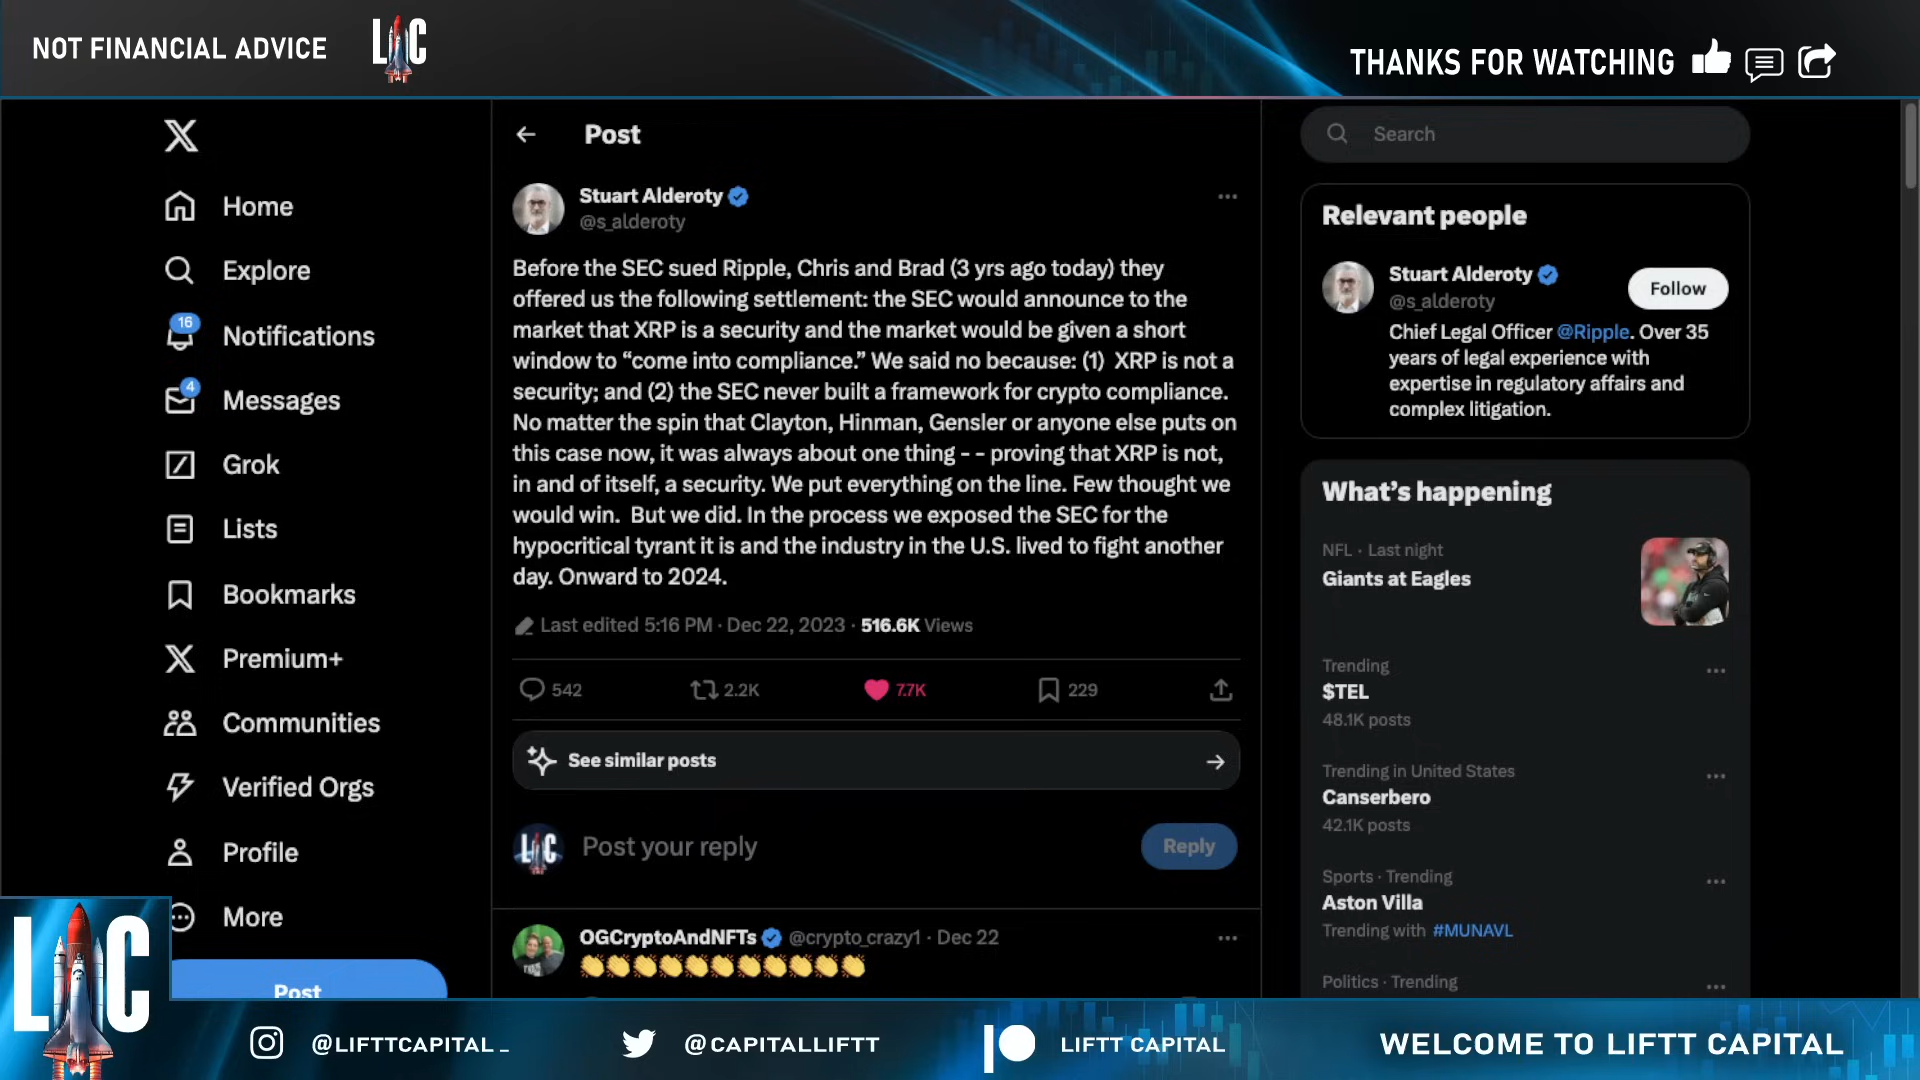 NOT FINANCIAL ADVICE
LC
THANKS FOR WATCHING
X
Home
Explore
16
Notifications
4
Messages
Grok
Lists
Bookmarks
Premium+
Communities
Verified Orgs
Profile
More
Post
Post
Stuart Alderoty
@s_alderoty
Before the SEC sued Ripple, Chris and Brad (3 yrs ago today) they
offered us the following settlement: the SEC would announce to the
market that XRP is a security and the market would be given a short
window to “come into compliance.” We said no because: (1)  XRP is not a
security; and (2) the SEC never built a framework for crypto compliance.
No matter the spin that Clayton, Hinman, Gensler or anyone else puts on
this case now, it was always about one thing - - proving that XRP is not,
in and of itself, a security. We put everything on the line. Few thought we
would win.  But we did. In the process we exposed the SEC for the
hypocritical tyrant it is and the industry in the U.S. lived to fight another
day. Onward to 2024.
Last edited 5:16 PM · Dec 22, 2023 · 516.6K Views
542 2.2K 7.7K 229
See similar posts
LC
Post your reply
Reply
OGCryptoAndNFTs @crypto_crazy1 · Dec 22
👏👏👏👏👏👏👏👏👏👏👏
Search
Relevant people
Stuart Alderoty
@s_alderoty
Follow
Chief Legal Officer @Ripple. Over 35
years of legal experience with
expertise in regulatory affairs and
complex litigation.
What’s happening
NFL · Last night
Giants at Eagles
Trending
$TEL
48.1K posts
Trending in United States
Canserbero
42.1K posts
Sports · Trending
Aston Villa
Trending with #MUNAVL
Politics · Trending
LC
@LIFTTCAPITAL_
@CAPITALLIFTT
LIFTT CAPITAL
WELCOME TO LIFTT CAPITAL